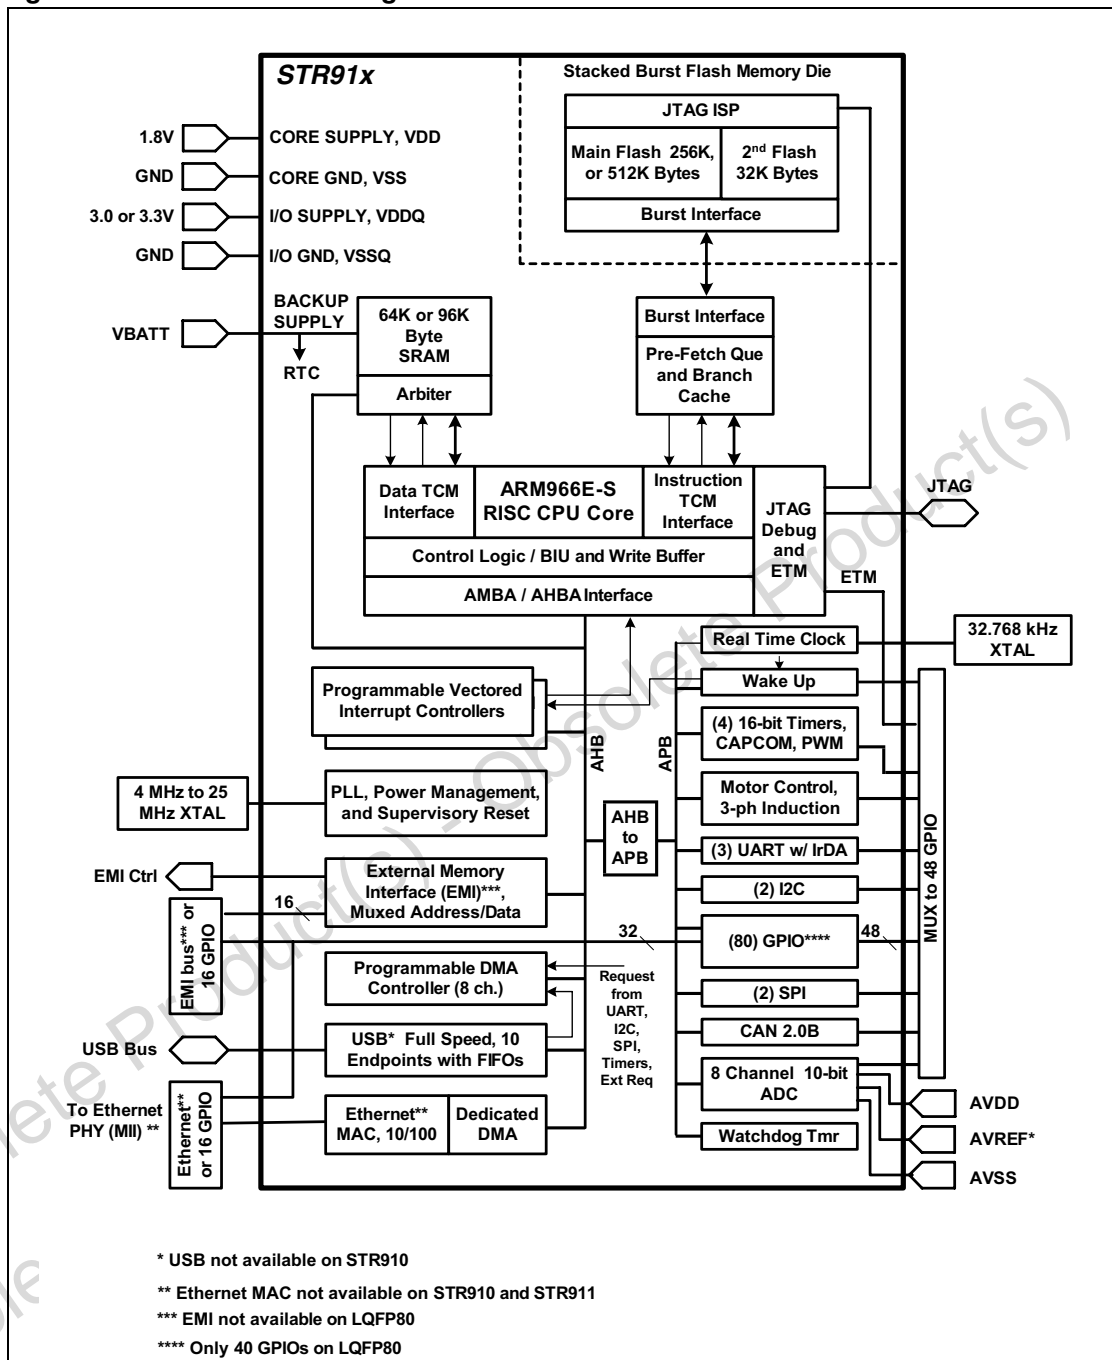 STR91x
Stacked Burst Flash Memory Die
JTAG ISP
Main Flash 256K,
or 512K Bytes
2nd Flash
32K Bytes
Burst Interface
1.8V
CORE SUPPLY, VDD
GND
CORE GND, VSS
3.0 or 3.3V
I/O SUPPLY, VDDQ
GND
I/O GND, VSSQ
VBATT
BACKUP
SUPPLY
RTC
64K or 96K
Byte
SRAM
Arbiter
Burst Interface
Pre-Fetch Que
and Branch
Cache
Data TCM
Interface
ARM966E-S
RISC CPU Core
Instruction
TCM
Interface
JTAG
Debug
and
ETM
JTAG
ETM
Control Logic / BIU and Write Buffer
AMBA / AHBA Interface
Real Time Clock
32.768 kHz
XTAL
Wake Up
Programmable Vectored
Interrupt Controllers
AHB
APB
(4) 16-bit Timers,
CAPCOM, PWM
4 MHz to 25
MHz XTAL
PLL, Power Management,
and Supervisory Reset
Motor Control,
3-ph Induction
AHB
to
APB
(3) UART w/ IrDA
MUX to 48 GPIO
EMI Ctrl
External Memory
Interface (EMI)***,
Muxed Address/Data
(2) I2C
16
EMI bus*** or
16 GPIO
32
(80) GPIO****
48
Programmable DMA
Controller (8 ch.)
Request
from
UART,
I2C,
SPI,
Timers,
Ext Req
(2) SPI
USB Bus
USB* Full Speed, 10
Endpoints with FIFOs
CAN 2.0B
8 Channel 10-bit
ADC
AVDD
AVREF*
AVSS
To Ethernet
PHY (MII) **
Ethernet**
or 16 GPIO
Ethernet**
MAC, 10/100
Dedicated
DMA
Watchdog Tmr
* USB not available on STR910
** Ethernet MAC not available on STR910 and STR911
*** EMI not available on LQFP80
**** Only 40 GPIOs on LQFP80
Obsolete Product(s) - Obsolete Product(s)